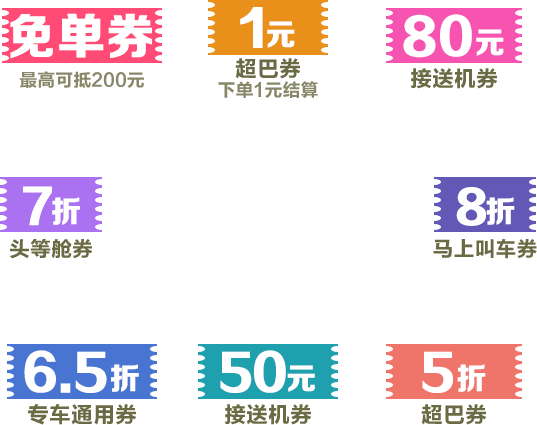 免单券
最高可抵200元
1元
超巴券
下单1元结算
80元
接送机券
7折
头等舱券
8折
马上叫车券
6.5折
专车通用券
50元
接送机券
5折
超巴券